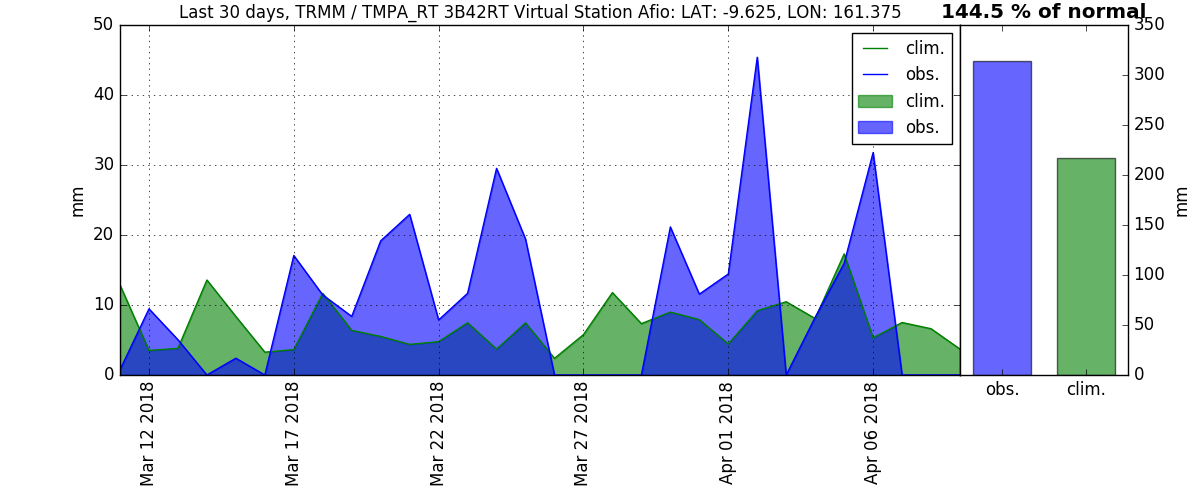 Last 30 days, TRMM / TMPA_RT 3B42RT Virtual Station Afio: LAT: -9.625, LON: 161.375
144.5 % of normal
50
40
30
20
10
0
mm
clim.
obs.
clim.
obs.
350
300
250
200
150
100
50
0
mm
obs.
clim.
Mar 12 2018
Mar 17 2018
Mar 22 2018
Mar 27 2018
Apr 01 2018
Apr 06 2018